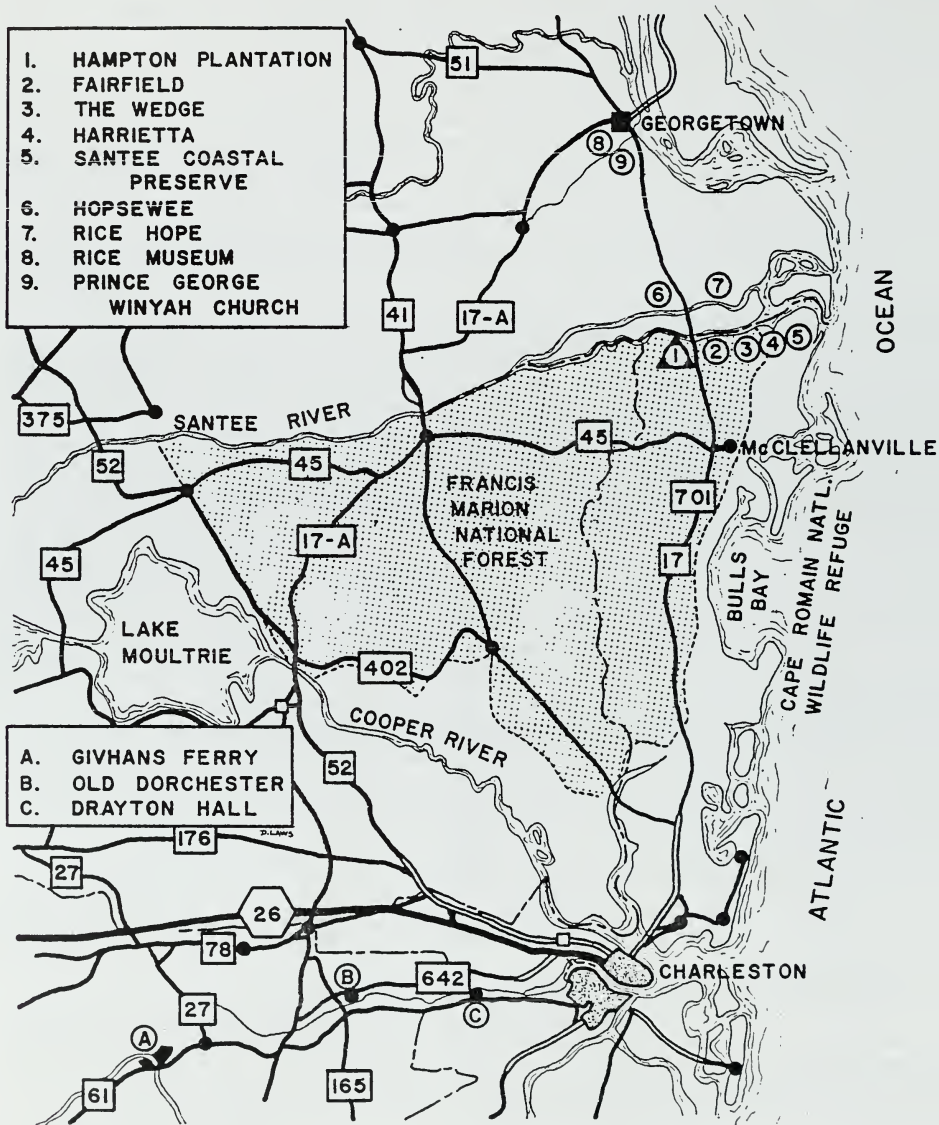 1. HAMPTON PLANTATION
2. FAIRFIELD
3. THE WEDGE
4. HARRIETTA
5. SANTEE COASTAL
PRESERVE
6. HOPSEWEE
7. RICE HOPE
8. RICE MUSEUM
9. PRINCE GEORGE
WINYAH CHURCH
51
GEORGETOWN
8
9
41
17-A
6
7
1
2
3
4
5
OCEAN
375
SANTEE RIVER
52
45
45
McCLELLANVILLE
FRANCIS
MARION
NATIONAL
FOREST
701
17-A
17
45
BULLS
BAY
CAPE ROMAIN NATL.
WILDLIFE REFUGE
LAKE
MOULTRIE
402
COOPER RIVER
A. GIVHANS FERRY
B. OLD DORCHESTER
C. DRAYTON HALL
D. LAWS
52
ATLANTIC
176
27
26
78
CHARLESTON
B
642
C
27
A
61
165